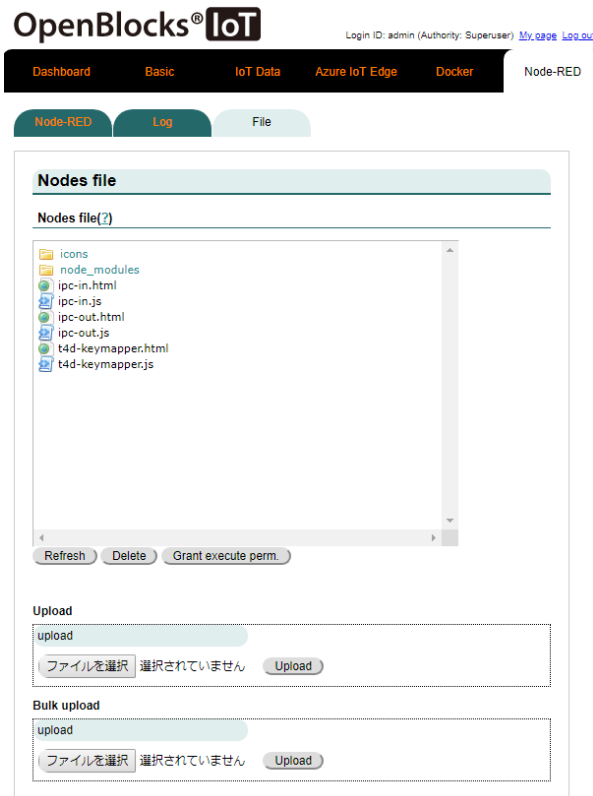 OpenBlocks® IoT
Login ID: admin (Authority: Superuser) My page Log out
Dashboard Basic IoT Data Azure IoT Edge Docker Node-RED
Node-RED Log File
Nodes file
Nodes file(?)
icons
node_modules
ipc-in.html
ipc-in.js
ipc-out.html
ipc-out.js
t4d-keymapper.html
t4d-keymapper.js
Refresh Delete Grant execute perm.
Upload
upload
ファイルを選択 選択されていません Upload
Bulk upload
upload
ファイルを選択 選択されていません Upload